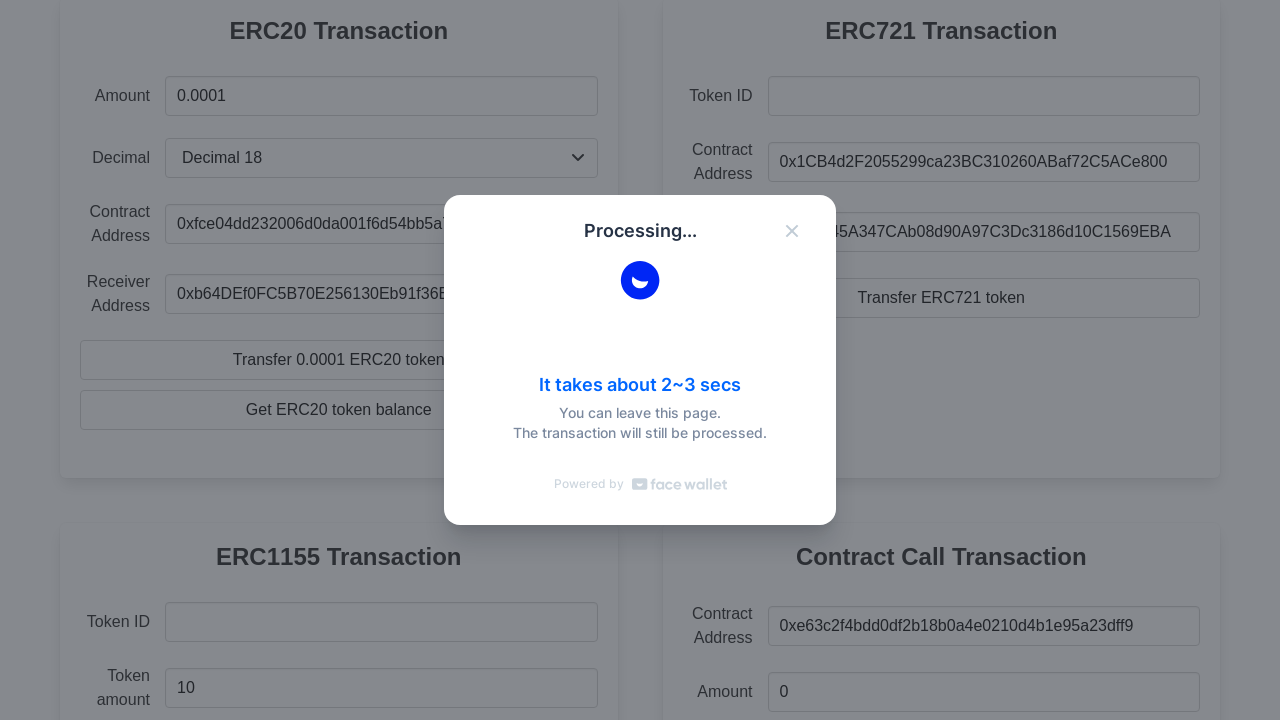 ERC20 Transaction
Amount
0.0001
Decimal
Decimal 18
Contract
Address
0xfce04dd232006d0da001f6d54bb5a
Receiver
Address
0xb64DEf0FC5B70E256130Eb91f36
Transfer 0.0001 ERC20 token
Get ERC20 token balance
ERC721 Transaction
Token ID
Contract
Address
0x1CB4d2F2055299ca23BC310260ABaf72C5ACe800
45A347CAb08d90A97C3Dc3186d10C1569EBA
Transfer ERC721 token
Processing...
It takes about 2~3 secs
You can leave this page.
The transaction will still be processed.
Powered by face wallet
ERC1155 Transaction
Token ID
Token
amount
10
Contract Call Transaction
Contract
Address
0xe63c2f4bdd0df2b18b0a4e0210d4b1e95a23dff9
Amount
0